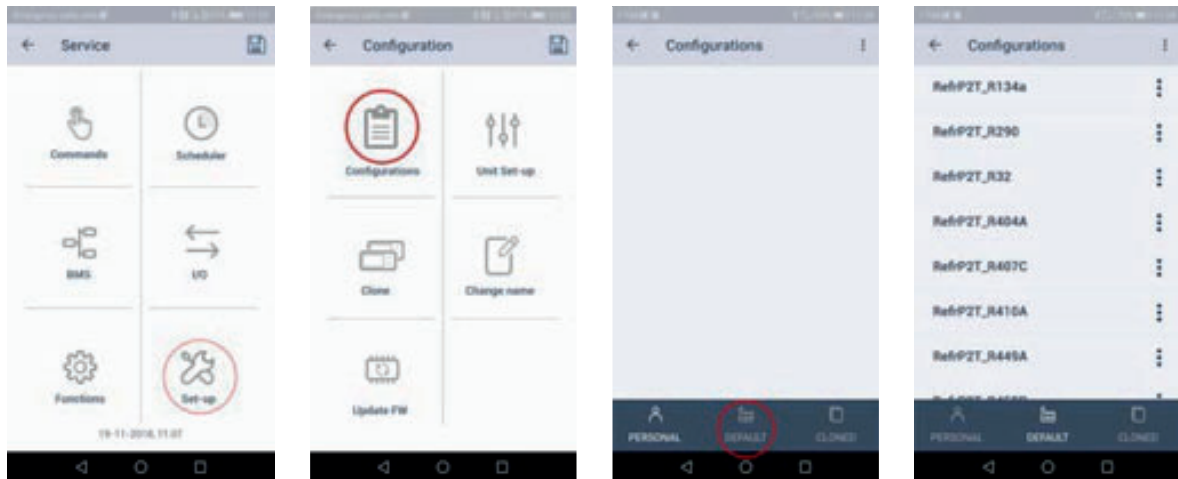 Service
Commands
Scheduler
BMS
I/O
Functions
Set-up
19-11-2018, 11:07
Configuration
Configurations
Unit Set-up
Clone
Change name
Update FW
Configurations
PERSONAL
DEFAULT
CLONED
Configurations
RefrP2T_R134a
RefrP2T_R290
RefrP2T_R32
RefrP2T_R404A
RefrP2T_R407C
RefrP2T_R410A
RefrP2T_R449A
PERSONAL
DEFAULT
CLONED